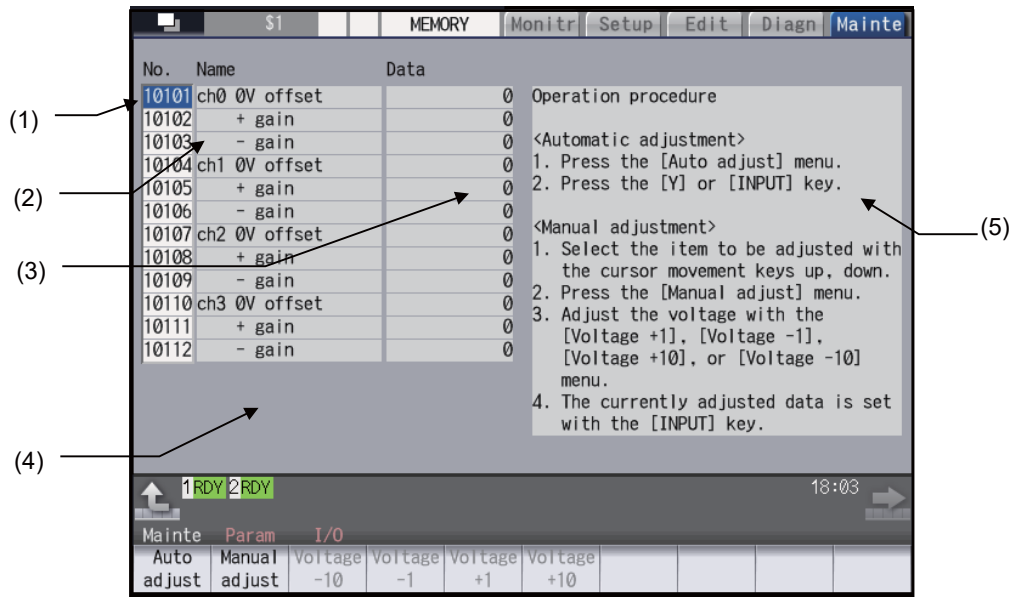 $1 MEMORY Monitr Setup Edit Diagn Mainte
No. Name Data
10101 ch0 0V offset 0
10102 + gain 0
10103 - gain 0
10104 ch1 0V offset 0
10105 + gain 0
10106 - gain 0
10107 ch2 0V offset 0
10108 + gain 0
10109 - gain 0
10110 ch3 0V offset 0
10111 + gain 0
10112 - gain 0
Operation procedure
<Automatic adjustment>
1. Press the [Auto adjust] menu.
2. Press the [Y] or [INPUT] key.
<Manual adjustment>
1. Select the item to be adjusted with
the cursor movement keys up, down.
2. Press the [Manual adjust] menu.
3. Adjust the voltage with the
[Voltage +1], [Voltage -1],
[Voltage +10], or [Voltage -10]
menu.
4. The currently adjusted data is set
with the [INPUT] key.
(1)
(2)
(3)
(4)
(5)
1 RDY 2 RDY 18:03
Mainte Param I/O
Auto adjust
Manual adjust
Voltage -10
Voltage -1
Voltage +1
Voltage +10